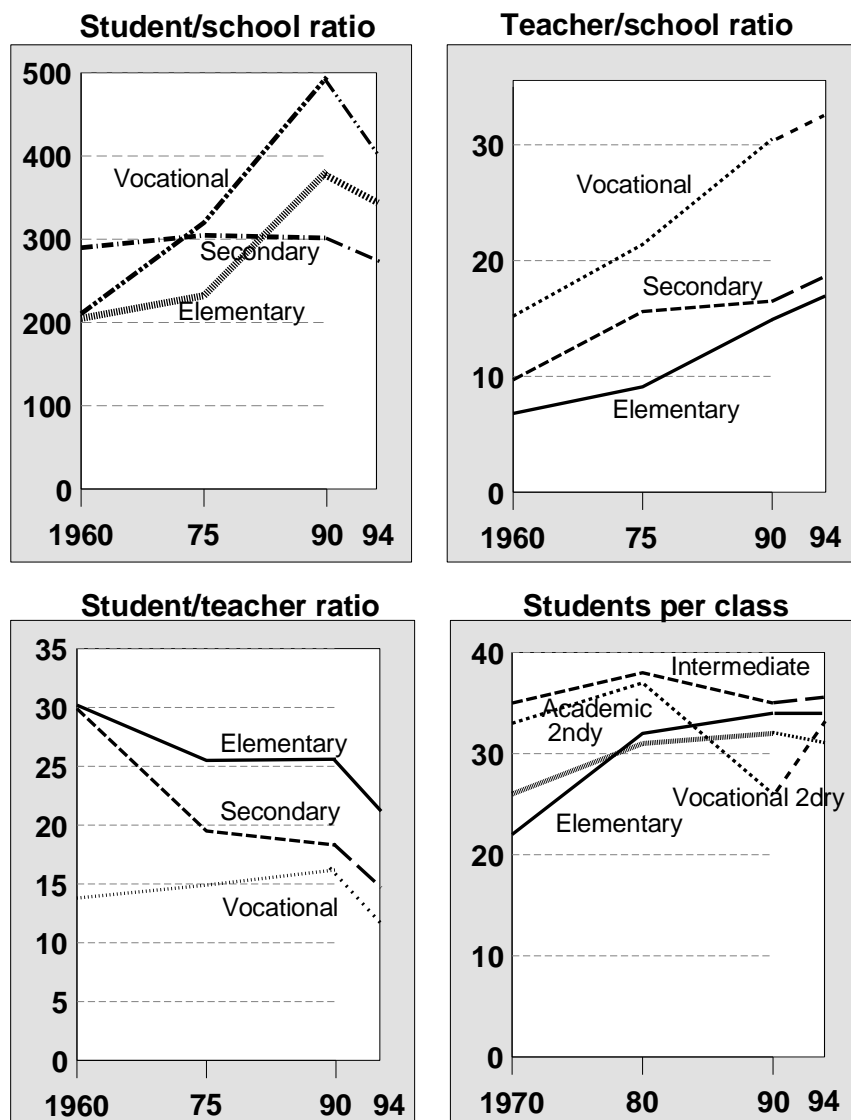 Student/school ratio
500
400
300
200
100
0
Vocational
Secondary
Elementary
1960 75 90 94
Teacher/school ratio
30
20
10
0
Vocational
Secondary
Elementary
1960 75 90 94
Student/teacher ratio
35
30
25
20
15
10
5
0
Elementary
Secondary
Vocational
1960 75 90 94
Students per class
40
30
20
10
0
Intermediate
Academic
2ndy
Vocational 2dry
Elementary
1970 80 90 94